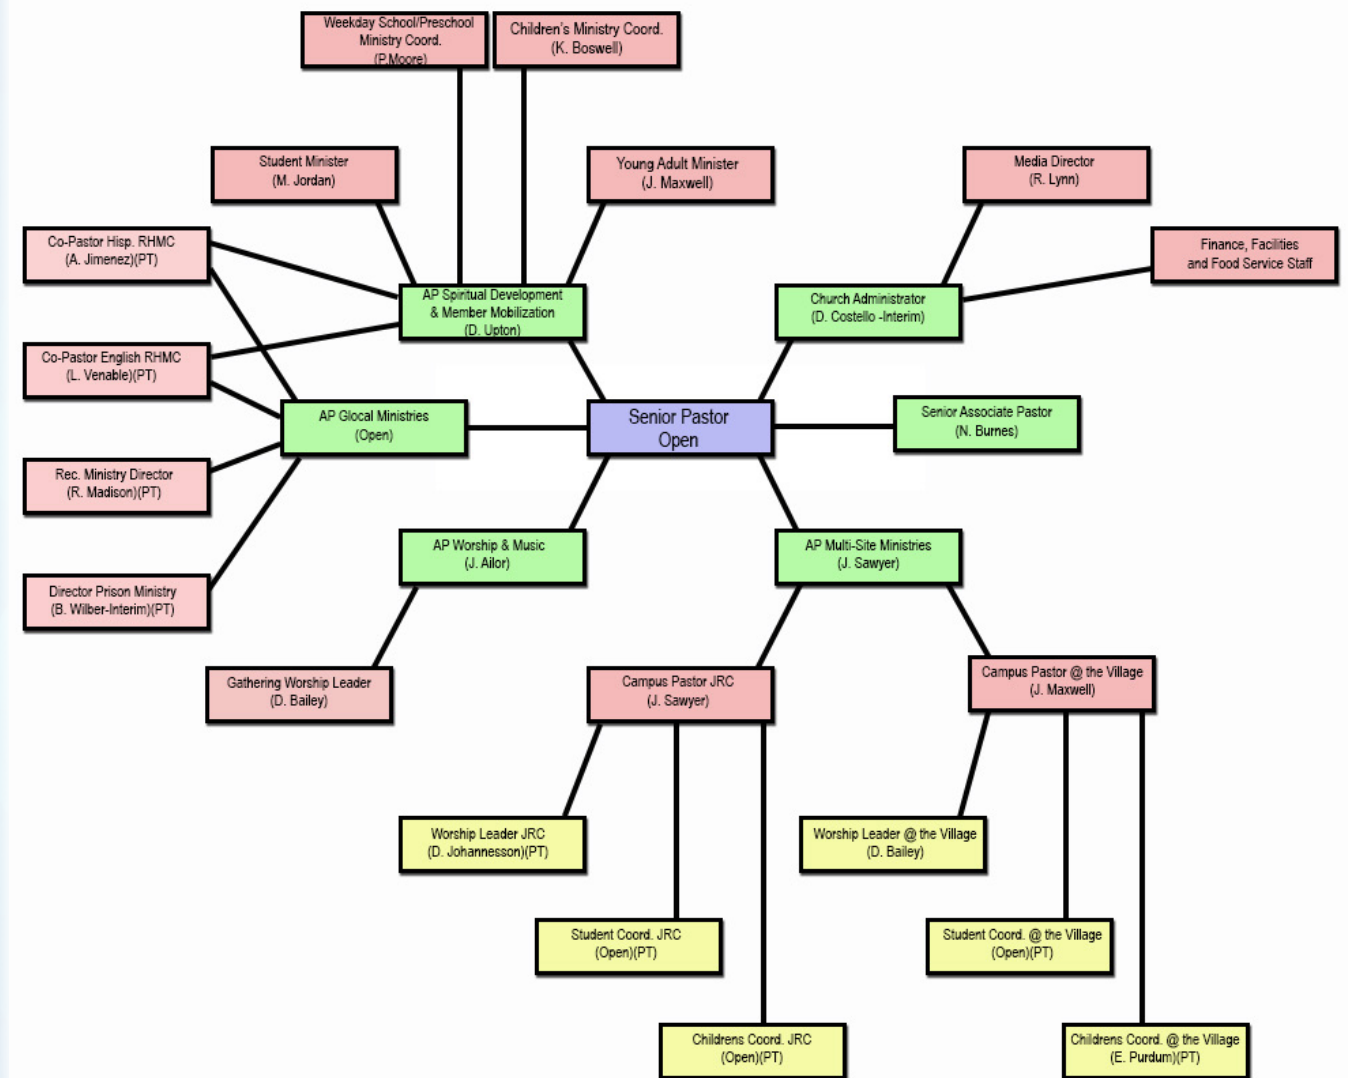 Weekday School/Preschool
Ministry Coord.
(P.Moore)
Children's Ministry Coord.
(K. Boswell)
Student Minister
(M. Jordan)
Young Adult Minister
(J. Maxwell)
Media Director
(R. Lynn)
Co-Pastor Hisp. RHMC
(A. Jimenez)(PT)
Finance, Facilities
and Food Service Staff
AP Spiritual Development
& Member Mobilization
(D. Upton)
Church Administrator
(D. Costello -Interim)
Co-Pastor English RHMC
(L. Venable)(PT)
AP Glocal Ministries
(Open)
Senior Pastor
Open
Senior Associate Pastor
(N. Burnes)
Rec. Ministry Director
(R. Madison)(PT)
AP Worship & Music
(J. Ailor)
AP Multi-Site Ministries
(J. Sawyer)
Director Prison Ministry
(B. Wilber-Interim)(PT)
Gathering Worship Leader
(D. Bailey)
Campus Pastor JRC
(J. Sawyer)
Campus Pastor @ the Village
(J. Maxwell)
Worship Leader JRC
(D. Johannesson)(PT)
Worship Leader @ the Village
(D. Bailey)
Student Coord. JRC
(Open)(PT)
Student Coord. @ the Village
(Open)(PT)
Childrens Coord. JRC
(Open)(PT)
Childrens Coord. @ the Village
(E. Purdum)(PT)